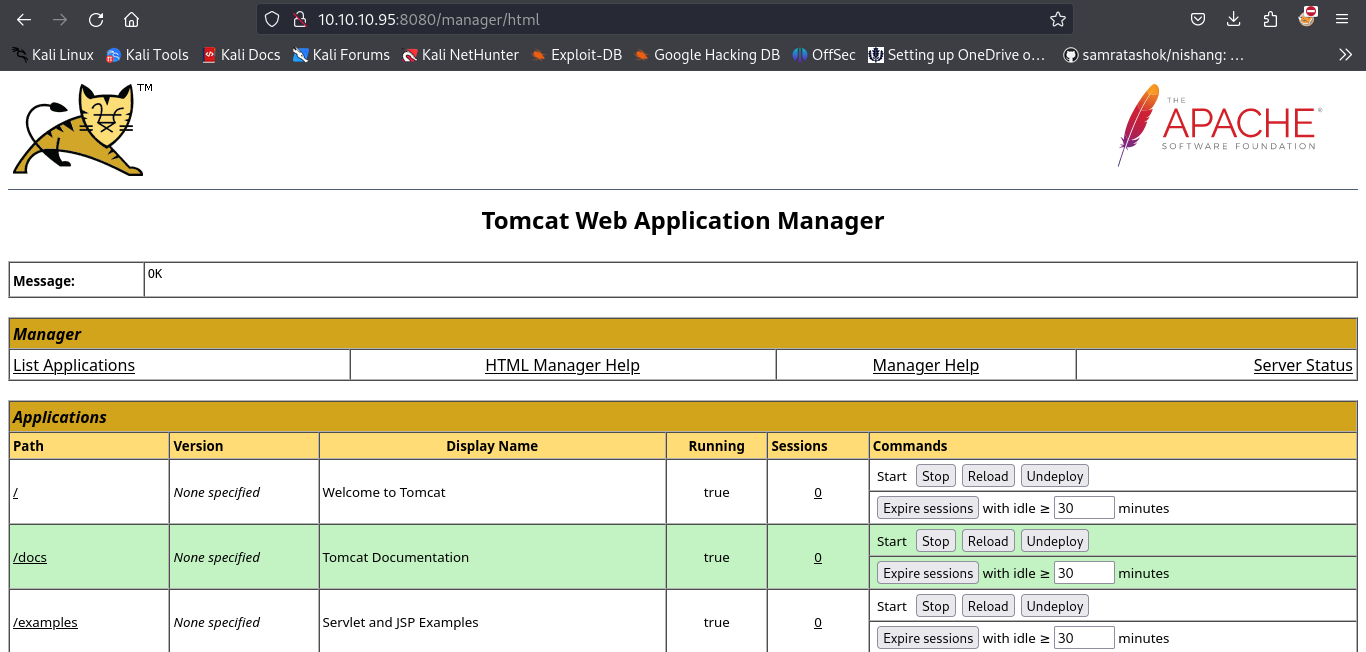 10.10.10.95:8080/manager/html
Kali Linux Kali Tools Kali Docs Kali Forums Kali NetHunter Exploit-DB Google Hacking DB OffSec Setting up OneDrive o... samratashok/nishang: ...
TM
THE
APACHE®
SOFTWARE FOUNDATION
Tomcat Web Application Manager
Message: OK
Manager
List Applications HTML Manager Help Manager Help Server Status
Applications
Path Version Display Name Running Sessions Commands
/ None specified Welcome to Tomcat true 0 Start Stop Reload Undeploy
Expire sessions with idle ≥ 30 minutes
/docs None specified Tomcat Documentation true 0 Start Stop Reload Undeploy
Expire sessions with idle ≥ 30 minutes
/examples None specified Servlet and JSP Examples true 0 Start Stop Reload Undeploy
Expire sessions with idle ≥ 30 minutes